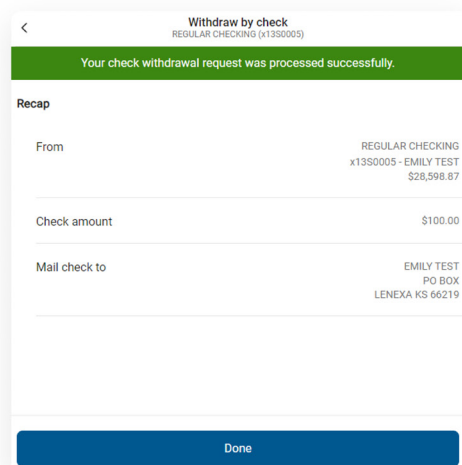 Withdraw by check
REGULAR CHECKING (x13S0005)
Your check withdrawal request was processed successfully.
Recap
From
REGULAR CHECKING
x13S0005 - EMILY TEST
$28,598.87
Check amount
$100.00
Mail check to
EMILY TEST
PO BOX
LENEXA KS 66219
Done